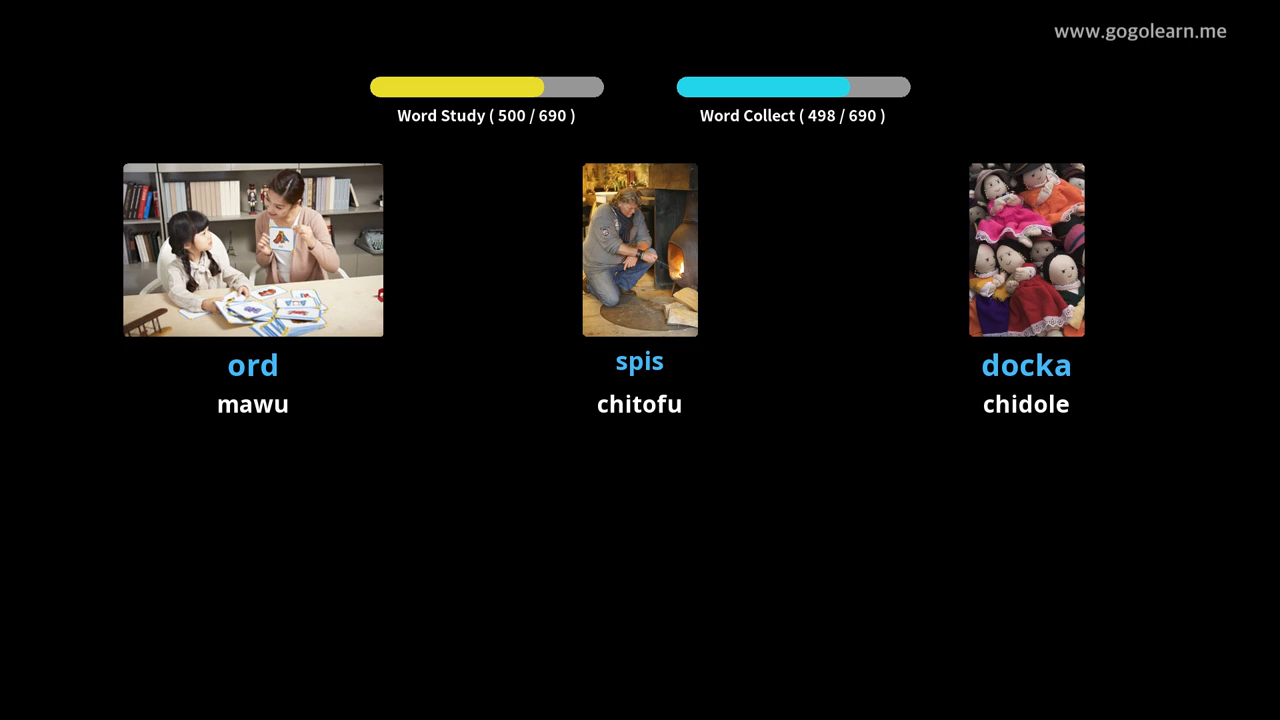 www.gogolearn.me
Word Study ( 500 / 690 )
Word Collect ( 498 / 690 )
ord
spis
docka
mawu
chitofu
chidole